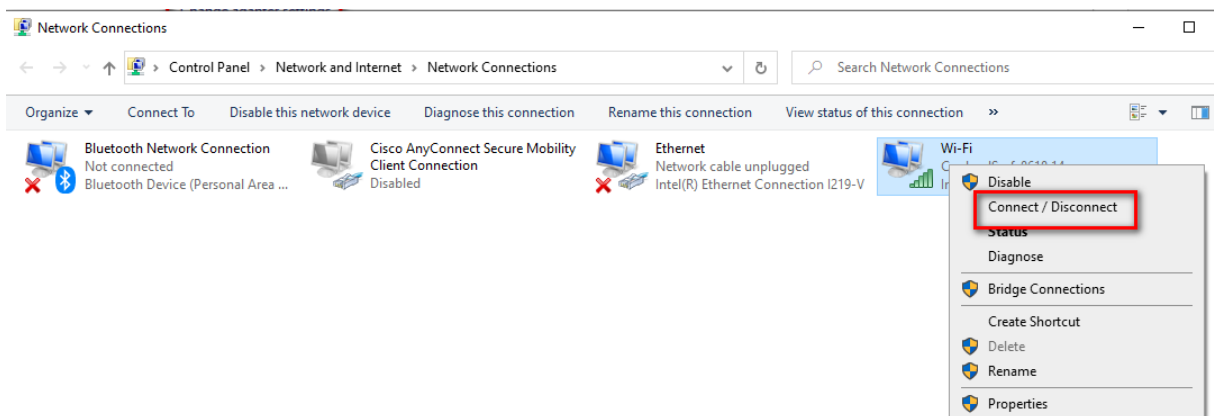 Network Connections
Control Panel > Network and Internet > Network Connections
Search Network Connections
Organize Connect To Disable this network device Diagnose this connection Rename this connection View status of this connection »
Bluetooth Network Connection
Not connected
Bluetooth Device (Personal Area ...
Cisco AnyConnect Secure Mobility
Client Connection
Disabled
Ethernet
Network cable unplugged
Intel(R) Ethernet Connection I219-V
Wi-Fi
Disable
Connect / Disconnect
Status
Diagnose
Bridge Connections
Create Shortcut
Delete
Rename
Properties